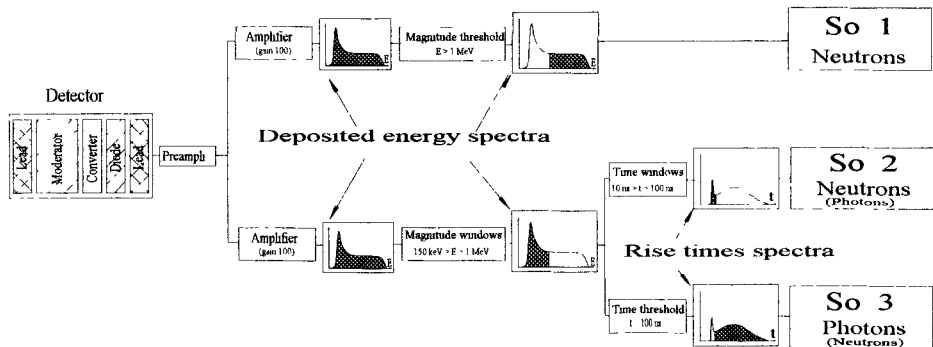 Detector
Lead
Moderator
Converter
Diode
Lead
Preampli
Amplifier
(gain 100)
E
Magnitude threshold
E > 1 MeV
E
So 1
Neutrons
Deposited energy spectra
Amplifier
(gain 100)
E
Magnitude windows
150 keV > E > 1 MeV
E
Time windows
10 ns > t > 100 ns
t
So 2
Neutrons
(Photons)
Rise times spectra
Time threshold
t 100 ns
t
So 3
Photons
(Neutrons)